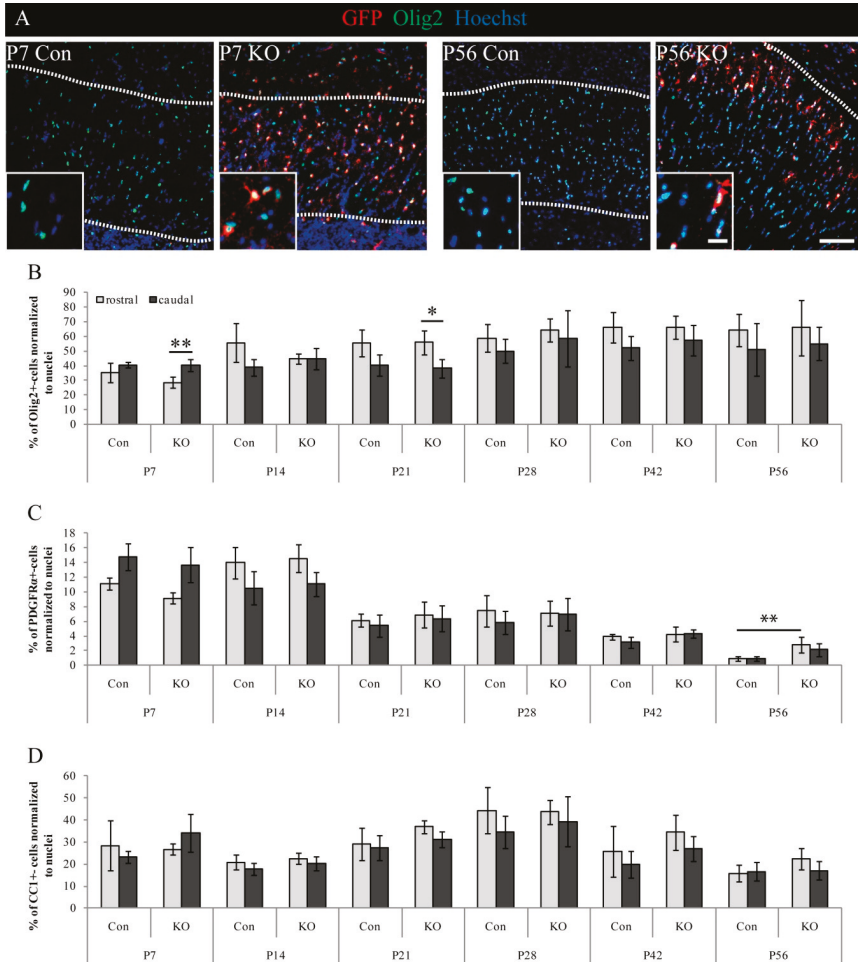 A
GFP Olig2 Hoechst
P7 Con
P7 KO
P56 Con
P56 KO
B
% of Olig2+-cells normalized
to nuclei
90
80
70
60
50
40
30
20
10
0
rostral caudal
**
*
Con KO Con KO Con KO Con KO Con KO Con KO
P7 P14 P21 P28 P42 P56
C
% of PDGFRα+-cells
normalized to nuclei
18
16
14
12
10
8
6
4
2
0
**
Con KO Con KO Con KO Con KO Con KO Con KO
P7 P14 P21 P28 P42 P56
D
% of CC1+- cells normalized
to nuclei
60
50
40
30
20
10
0
Con KO Con KO Con KO Con KO Con KO Con KO
P7 P14 P21 P28 P42 P56